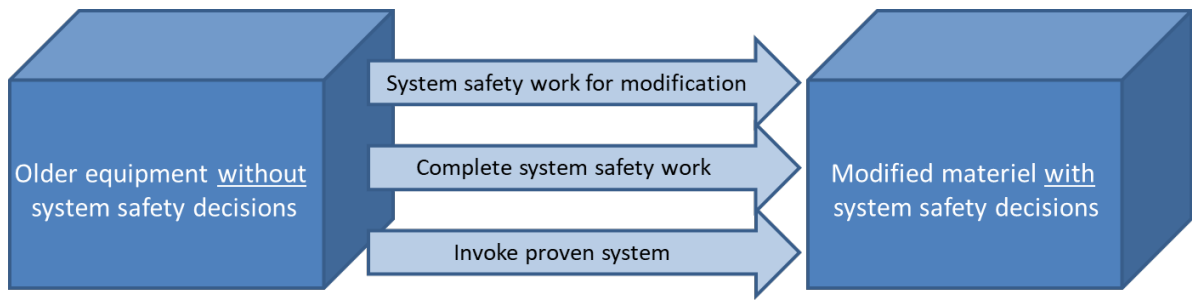 Older equipment without
system safety decisions
System safety work for modification
Complete system safety work
Invoke proven system
Modified materiel with
system safety decisions